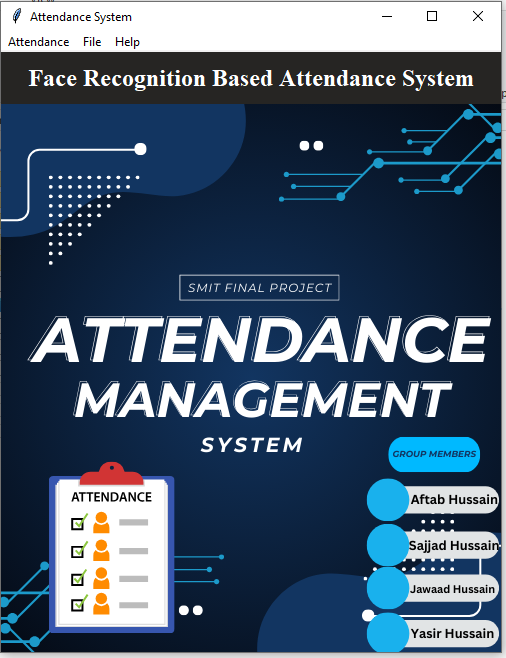 Attendance System
Attendance File Help
Face Recognition Based Attendance System
SMIT FINAL PROJECT
ATTENDANCE
MANAGEMENT
SYSTEM
GROUP MEMBERS
ATTENDANCE
Aftab Hussain
Sajjad Hussain
Jawaad Hussain
Yasir Hussain